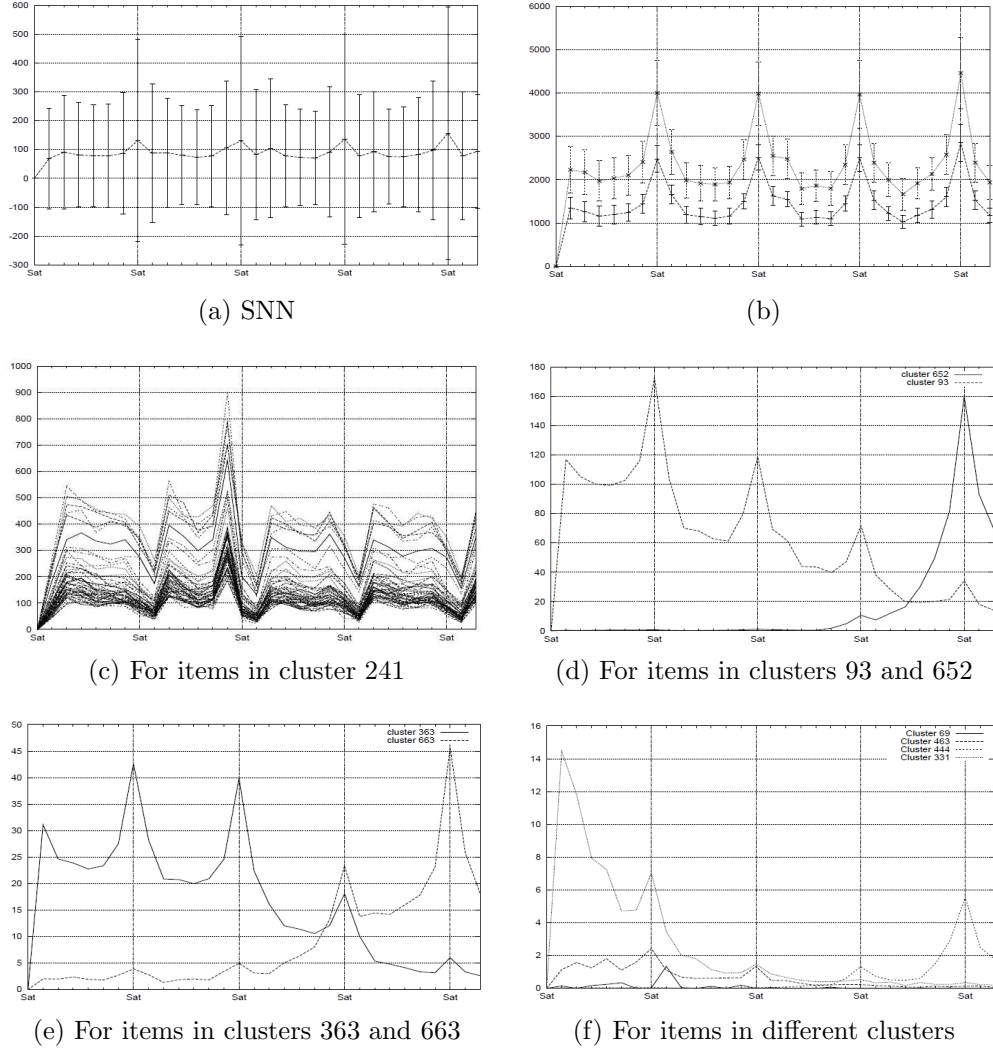 600
500
400
300
200
100
0
-100
-200
-300
Sat Sat Sat Sat Sat
(a) SNN
6000
5000
4000
3000
2000
1000
0
Sat Sat Sat Sat Sat
(b)
1000
900
800
700
600
500
400
300
200
100
0
Sat Sat Sat Sat Sat
(c) For items in cluster 241
180
160
140
120
100
80
60
40
20
0
cluster 652
cluster 93
Sat Sat Sat Sat Sat
(d) For items in clusters 93 and 652
50
45
40
35
30
25
20
15
10
5
0
cluster 363
cluster 663
Sat Sat Sat Sat Sat
(e) For items in clusters 363 and 663
16
14
12
10
8
6
4
2
0
Cluster 69
Cluster 463
Cluster 444
Cluster 331
Sat Sat Sat Sat Sat
(f) For items in different clusters